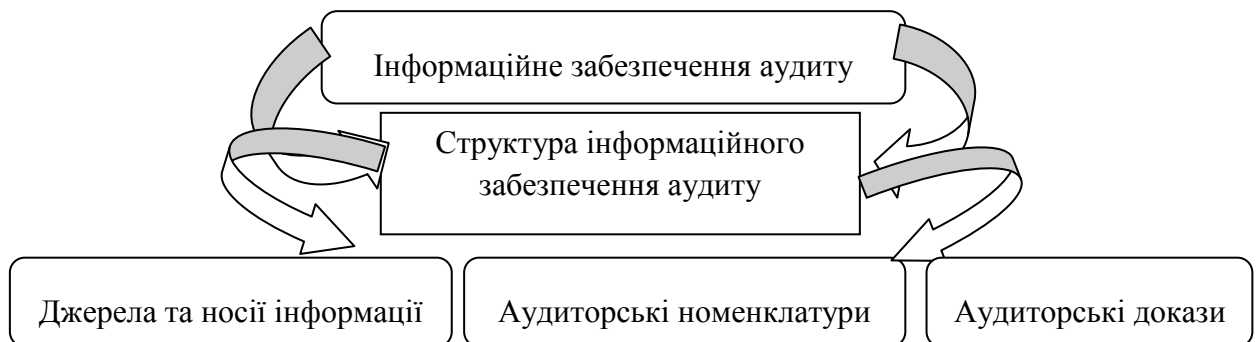 Інформаційне забезпечення аудиту
Структура інформаційного
забезпечення аудиту
Джерела та носії інформації
Аудиторські номенклатури
Аудиторські докази